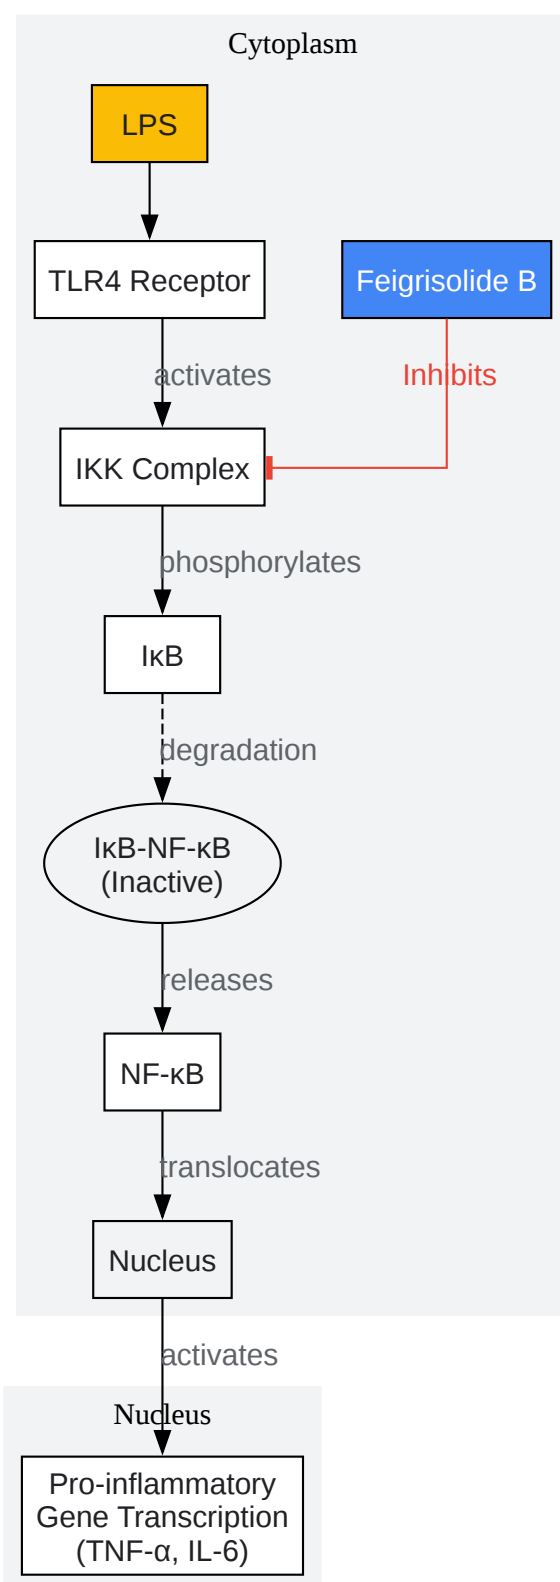 Cytoplasm
LPS
TLR4 Receptor
Feigrisolide B
activates
Inhibits
IKK Complex
phosphorylates
IκB
degradation
IκB-NF-κB
(Inactive)
releases
NF-κB
translocates
Nucleus
activates
Nucleus
Pro-inflammatory
Gene Transcription
(TNF-α, IL-6)